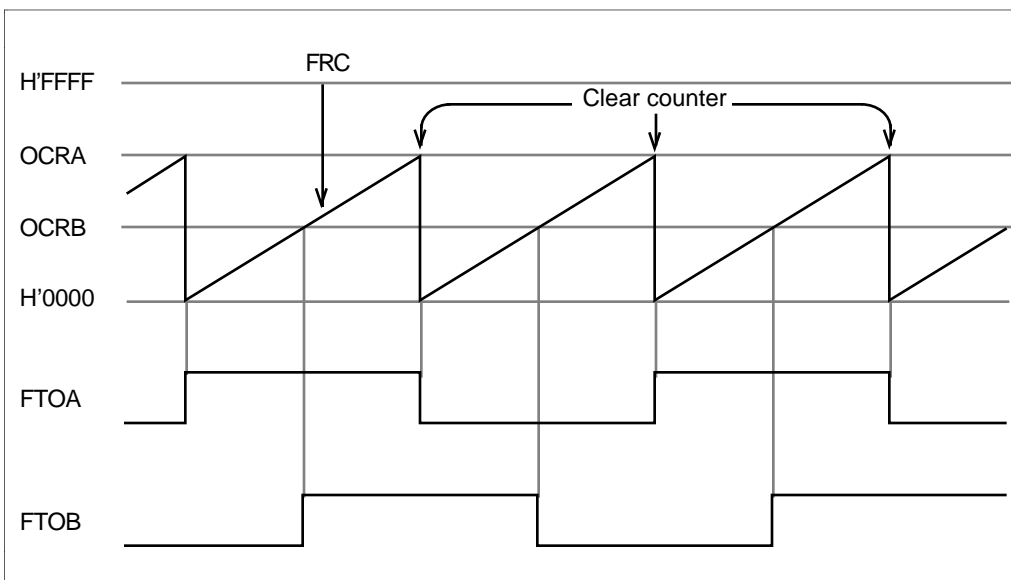 FRC
H'FFFF
Clear counter
OCRA
OCRB
H'0000
FTOA
FTOB